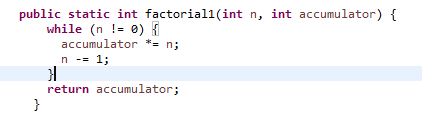 public static int factorial1(int n, int accumulator) {
    while (n != 0) {
      accumulator *= n;
      n -= 1;
    }
    return accumulator;
  }